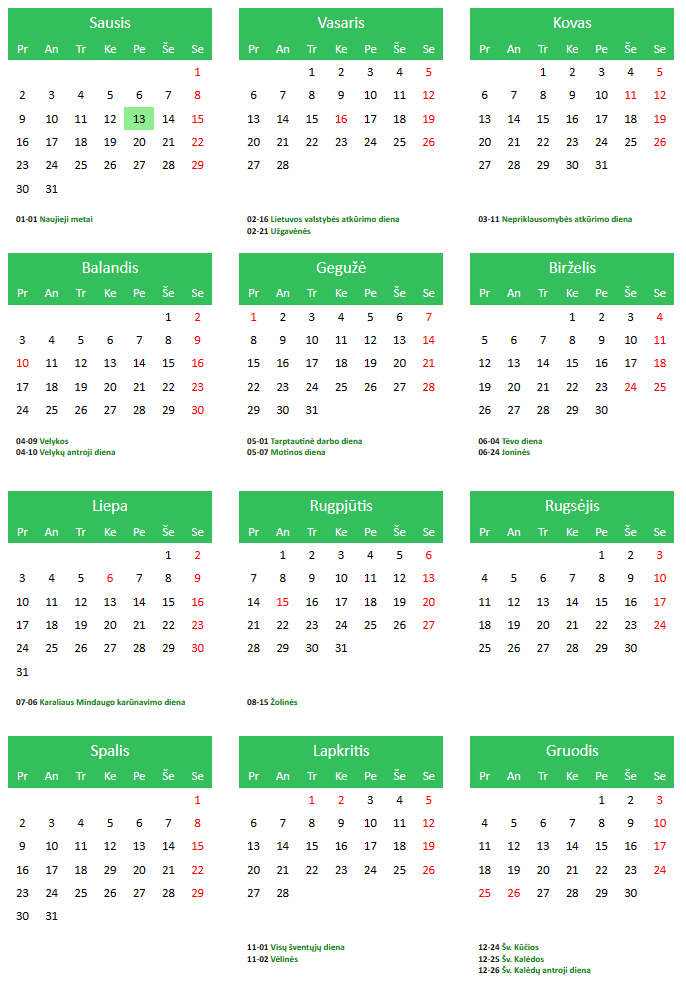 Sausis
Pr An Tr Ke Pe Še Se
1
2 3 4 5 6 7 8
9 10 11 12 13 14 15
16 17 18 19 20 21 22
23 24 25 26 27 28 29
30 31
01-01 Naujieji metai
Vasaris
Pr An Tr Ke Pe Še Se
1 2 3 4 5
6 7 8 9 10 11 12
13 14 15 16 17 18 19
20 21 22 23 24 25 26
27 28
02-16 Lietuvos valstybės atkūrimo diena
02-21 Užgavėnės
Kovas
Pr An Tr Ke Pe Še Se
1 2 3 4 5
6 7 8 9 10 11 12
13 14 15 16 17 18 19
20 21 22 23 24 25 26
27 28 29 30 31
03-11 Nepriklausomybės atkūrimo diena
Balandis
Pr An Tr Ke Pe Še Se
1 2
3 4 5 6 7 8 9
10 11 12 13 14 15 16
17 18 19 20 21 22 23
24 25 26 27 28 29 30
04-09 Velykos
04-10 Velykų antroji diena
Gegužė
Pr An Tr Ke Pe Še Se
1 2 3 4 5 6 7
8 9 10 11 12 13 14
15 16 17 18 19 20 21
22 23 24 25 26 27 28
29 30 31
05-01 Tarptautinė darbo diena
05-07 Motinos diena
Birželis
Pr An Tr Ke Pe Še Se
1 2 3 4
5 6 7 8 9 10 11
12 13 14 15 16 17 18
19 20 21 22 23 24 25
26 27 28 29 30
06-04 Tėvo diena
06-24 Joninės
Liepa
Pr An Tr Ke Pe Še Se
1 2
3 4 5 6 7 8 9
10 11 12 13 14 15 16
17 18 19 20 21 22 23
24 25 26 27 28 29 30
31
07-06 Karaliaus Mindaugo karūnavimo diena
Rugpjūtis
Pr An Tr Ke Pe Še Se
1 2 3 4 5 6
7 8 9 10 11 12 13
14 15 16 17 18 19 20
21 22 23 24 25 26 27
28 29 30 31
08-15 Žolinės
Rugsėjis
Pr An Tr Ke Pe Še Se
1 2 3
4 5 6 7 8 9 10
11 12 13 14 15 16 17
18 19 20 21 22 23 24
25 26 27 28 29 30
Spalis
Pr An Tr Ke Pe Še Se
1
2 3 4 5 6 7 8
9 10 11 12 13 14 15
16 17 18 19 20 21 22
23 24 25 26 27 28 29
30 31
Lapkritis
Pr An Tr Ke Pe Še Se
1 2 3 4 5
6 7 8 9 10 11 12
13 14 15 16 17 18 19
20 21 22 23 24 25 26
27 28
11-01 Visų šventųjų diena
11-02 Vėlinės
Gruodis
Pr An Tr Ke Pe Še Se
1 2 3
4 5 6 7 8 9 10
11 12 13 14 15 16 17
18 19 20 21 22 23 24
25 26 27 28 29 30
12-24 Šv. Kūčios
12-25 Šv. Kalėdos
12-26 Šv. Kalėdų antroji diena